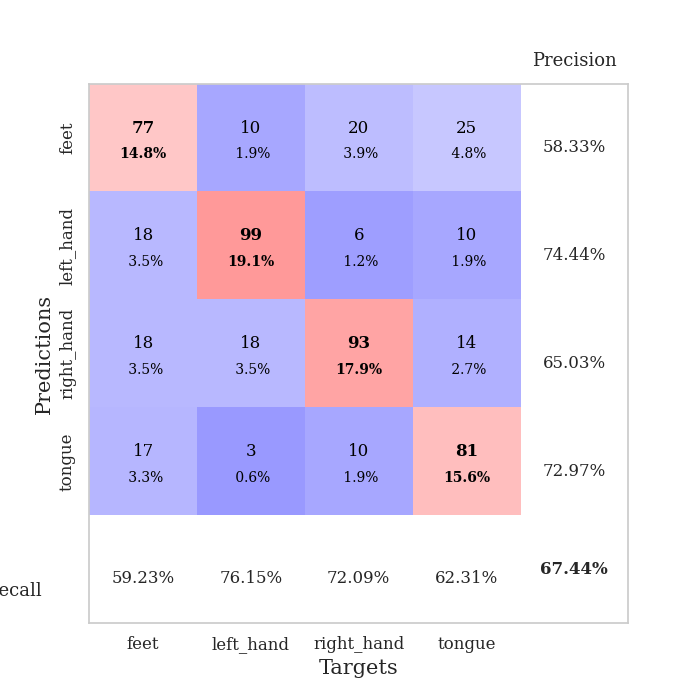 Precision
feet
77 10 20 25
14.8% 1.9% 3.9% 4.8%
58.33%
left_hand
18 99 6 10
3.5% 19.1% 1.2% 1.9%
74.44%
Predictions
right_hand
18 18 93 14
3.5% 3.5% 17.9% 2.7%
65.03%
tongue
17 3 10 81
3.3% 0.6% 1.9% 15.6%
72.97%
ecall
59.23% 76.15% 72.09% 62.31%
67.44%
feet left_hand right_hand tongue
Targets